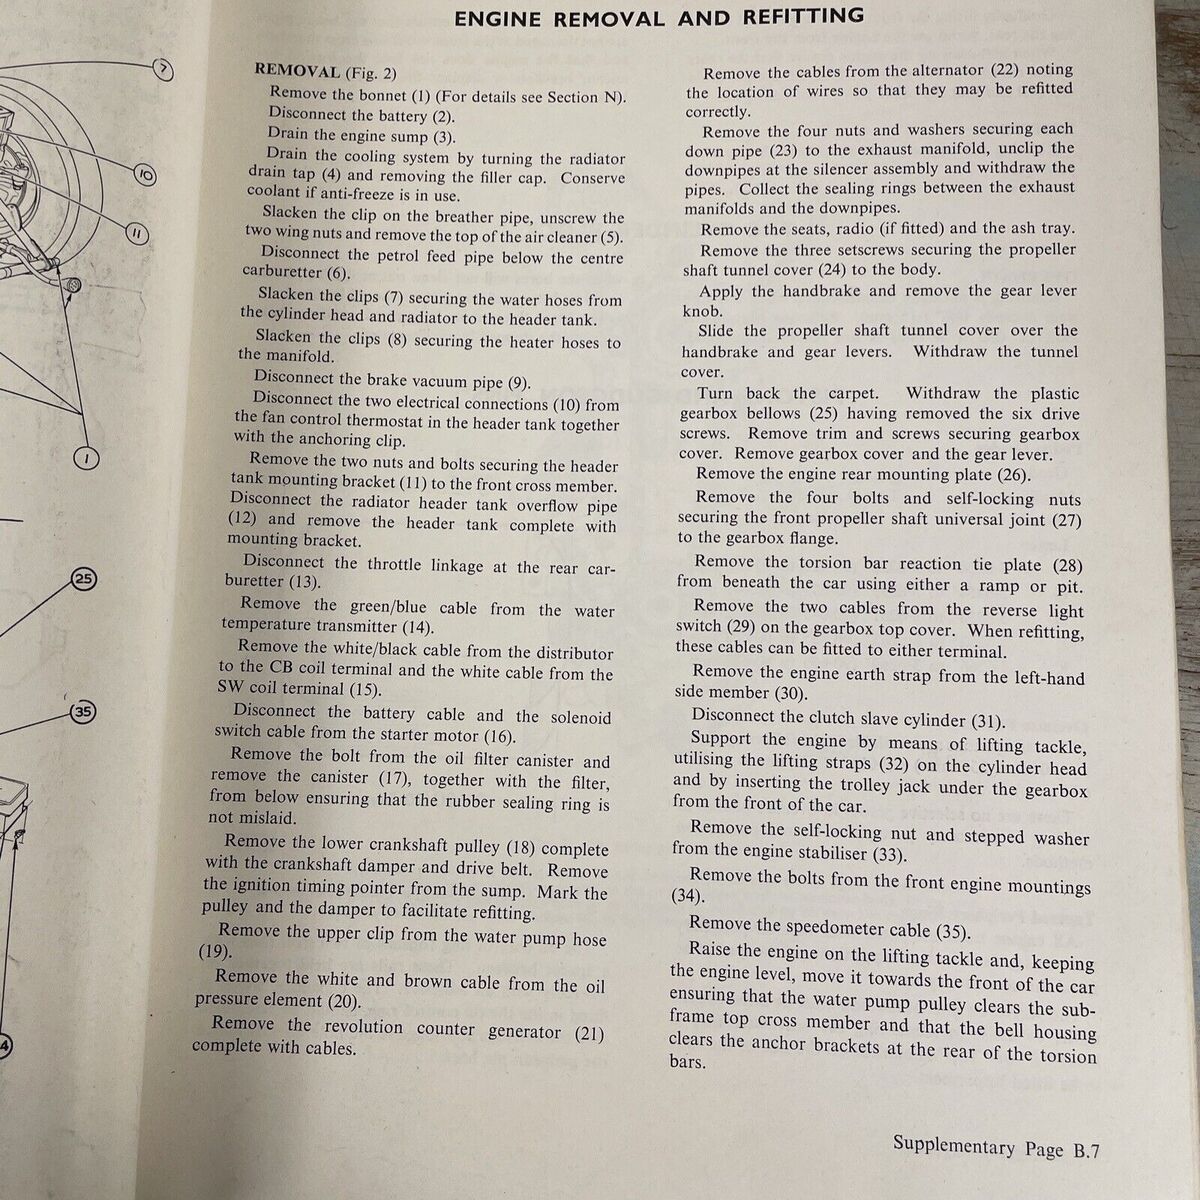 ENGINE REMOVAL AND REFITTING
REMOVAL (Fig. 2)
Remove the bonnet (1) (For details see Section N).
Disconnect the battery (2).
Drain the engine sump (3).
Drain the cooling system by turning the radiator
drain tap (4) and removing the filler cap. Conserve
coolant if anti-freeze is in use.
Slacken the clip on the breather pipe, unscrew the
two wing nuts and remove the top of the air cleaner (5).
Disconnect the petrol feed pipe below the centre
carburetter (6).
Slacken the clips (7) securing the water hoses from
the cylinder head and radiator to the header tank.
Slacken the clips (8) securing the heater hoses to
the manifold.
Disconnect the brake vacuum pipe (9).
Disconnect the two electrical connections (10) from
the fan control thermostat in the header tank together
with the anchoring clip.
Remove the two nuts and bolts securing the header
tank mounting bracket (11) to the front cross member.
Disconnect the radiator header tank overflow pipe
(12) and remove the header tank complete with
mounting bracket.
Disconnect the throttle linkage at the rear car-
buretter (13).
Remove the green/blue cable from the water
temperature transmitter (14).
Remove the white/black cable from the distributor
to the CB coil terminal and the white cable from the
SW coil terminal (15).
Disconnect the battery cable and the solenoid
switch cable from the starter motor (16).
Remove the bolt from the oil filter canister and
remove the canister (17), together with the filter,
from below ensuring that the rubber sealing ring is
not mislaid.
Remove the lower crankshaft pulley (18) complete
with the crankshaft damper and drive belt. Remove
the ignition timing pointer from the sump. Mark the
pulley and the damper to facilitate refitting.
Remove the upper clip from the water pump hose
(19).
Remove the white and brown cable from the oil
pressure element (20).
Remove the revolution counter generator (21)
complete with cables.
Remove the cables from the alternator (22) noting
the location of wires so that they may be refitted
correctly.
Remove the four nuts and washers securing each
down pipe (23) to the exhaust manifold, unclip the
downpipes at the silencer assembly and withdraw the
pipes. Collect the sealing rings between the exhaust
manifolds and the downpipes.
Remove the seats, radio (if fitted) and the ash tray.
Remove the three setscrews securing the propeller
shaft tunnel cover (24) to the body.
Apply the handbrake and remove the gear lever
knob.
Slide the propeller shaft tunnel cover over the
handbrake and gear levers. Withdraw the tunnel
cover.
Turn back the carpet. Withdraw the plastic
gearbox bellows (25) having removed the six drive
screws. Remove trim and screws securing gearbox
cover. Remove gearbox cover and the gear lever.
Remove the engine rear mounting plate (26).
Remove the four bolts and self-locking nuts
securing the front propeller shaft universal joint (27)
to the gearbox flange.
Remove the torsion bar reaction tie plate (28)
from beneath the car using either a ramp or pit.
Remove the two cables from the reverse light
switch (29) on the gearbox top cover. When refitting,
these cables can be fitted to either terminal.
Remove the engine earth strap from the left-hand
side member (30).
Disconnect the clutch slave cylinder (31).
Support the engine by means of lifting tackle,
utilising the lifting straps (32) on the cylinder head
and by inserting the trolley jack under the gearbox
from the front of the car.
Remove the self-locking nut and stepped washer
from the engine stabiliser (33).
Remove the bolts from the front engine mountings
(34).
Remove the speedometer cable (35).
Raise the engine on the lifting tackle and, keeping
the engine level, move it towards the front of the car
ensuring that the water pump pulley clears the sub-
frame top cross member and that the bell housing
clears the anchor brackets at the rear of the torsion
bars.
Supplementary Page B.7
7
10
11
1
25
35